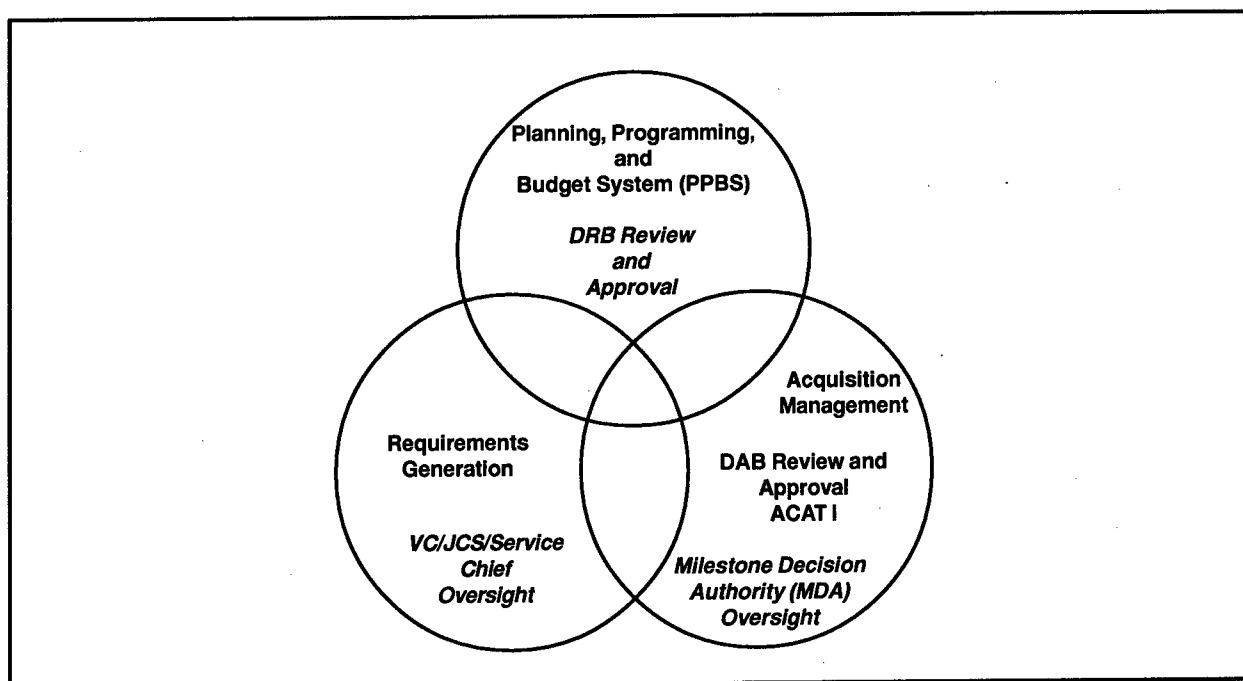 Planning, Programming,
and
Budget System (PPBS)
DRB Review
and
Approval
Requirements
Generation
VC/JCS/Service
Chief
Oversight
Acquisition
Management
DAB Review and
Approval
ACAT I
Milestone Decision
Authority (MDA)
Oversight